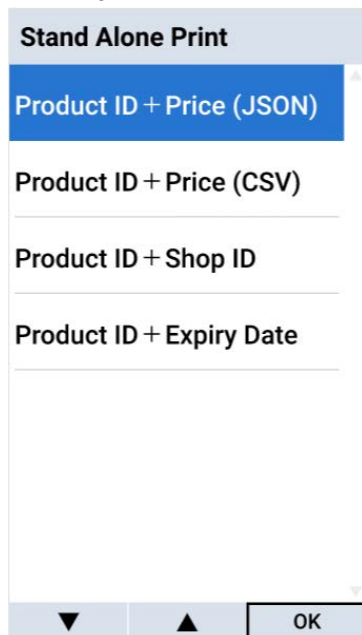 Stand Alone Print
Product ID＋Price (JSON)
Product ID＋Price (CSV)
Product ID＋Shop ID
Product ID＋Expiry Date
▼ ▲ OK